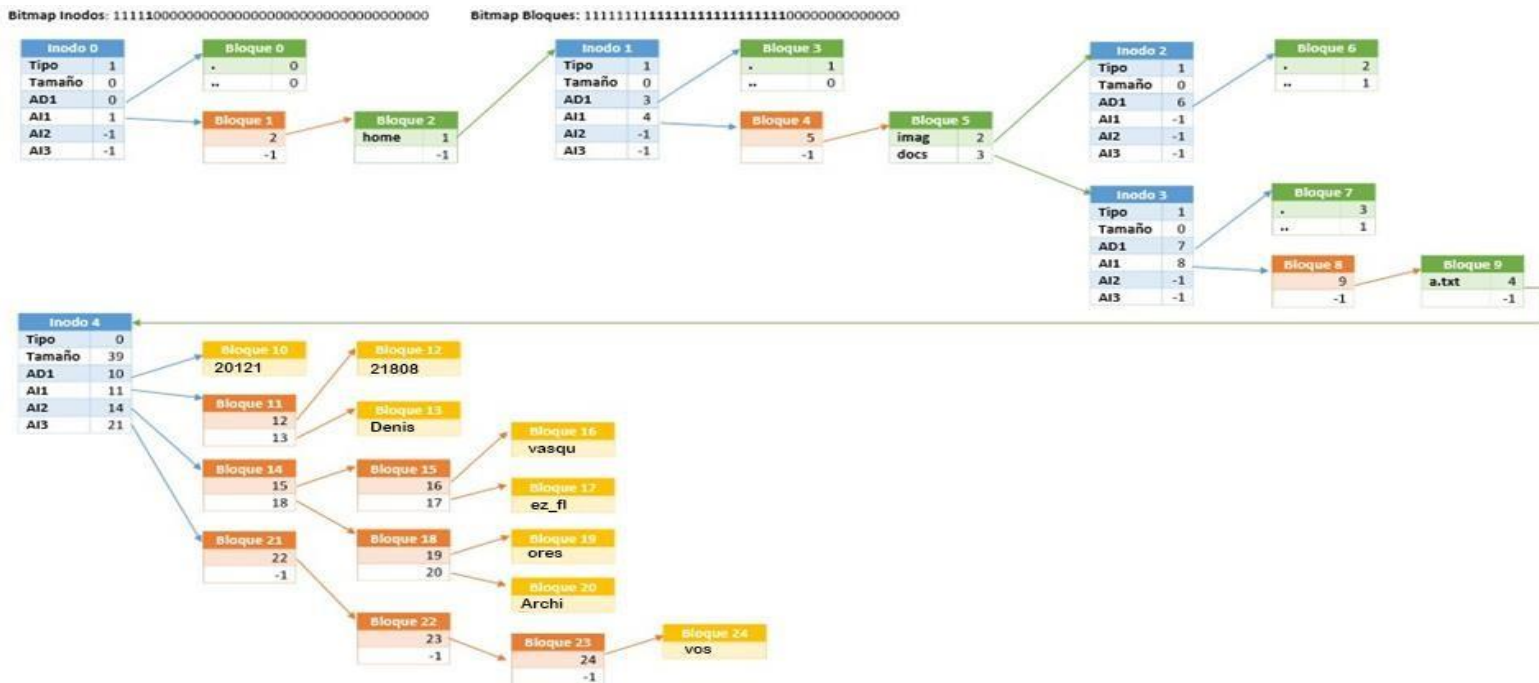 Bitmap Inodos: 1111100000000000000000000000000000000000
Bitmap Bloques: 1111111111111111111111111000000000000000
Inodo 0
Tipo 1
Tamaño 0
AD1 0
AI1 1
AI2 -1
AI3 -1
Bloque 0
. 0
.. 0
Bloque 1
2
-1
Bloque 2
home 1
-1
Inodo 1
Tipo 1
Tamaño 0
AD1 3
AI1 4
AI2 -1
AI3 -1
Bloque 3
. 1
.. 0
Bloque 4
5
-1
Bloque 5
imag 2
docs 3
Inodo 2
Tipo 1
Tamaño 0
AD1 6
AI1 -1
AI2 -1
AI3 -1
Bloque 6
. 2
.. 1
Inodo 3
Tipo 1
Tamaño 0
AD1 7
AI1 8
AI2 -1
AI3 -1
Bloque 7
. 3
.. 1
Bloque 8
9
-1
Bloque 9
a.txt 4
-1
Inodo 4
Tipo 0
Tamaño 39
AD1 10
AI1 11
AI2 14
AI3 21
Bloque 10
20121
Bloque 11
12
13
Bloque 12
21808
Bloque 13
Denis
Bloque 14
15
18
Bloque 15
16
17
Bloque 16
vasqu
Bloque 17
ez_fl
Bloque 18
19
20
Bloque 19
ores
Bloque 20
Archi
Bloque 21
22
-1
Bloque 22
23
-1
Bloque 23
24
-1
Bloque 24
vos